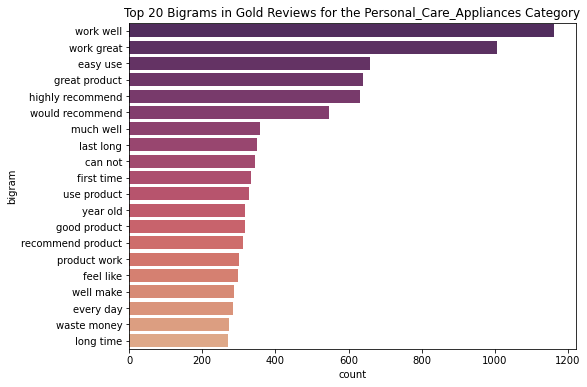 Top 20 Bigrams in Gold Reviews for the Personal_Care_Appliances Category
bigram
work well
work great
easy use
great product
highly recommend
would recommend
much well
last long
can not
first time
use product
year old
good product
recommend product
product work
feel like
well make
every day
waste money
long time
0 200 400 600 800 1000 1200
count